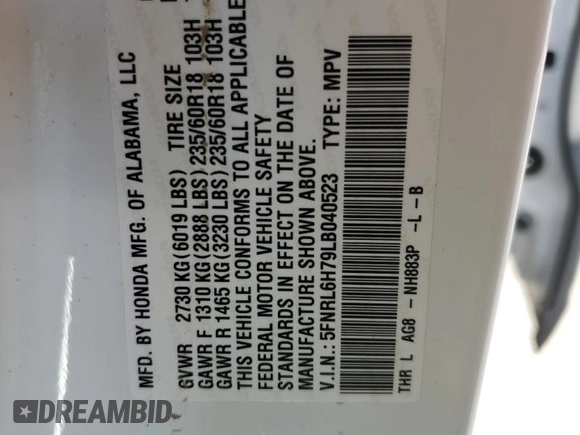 MFD. BY HONDA MFG. OF ALABAMA, LLC
GVWR 2730 KG (6019 LBS) TIRE SIZE
GAWR F 1310 KG (2888 LBS) 235/60R18 103H
GAWR R 1465 KG (3230 LBS) 235/60R18 103H
THIS VEHICLE CONFORMS TO ALL APPLICABLE
FEDERAL MOTOR VEHICLE SAFETY
STANDARDS IN EFFECT ON THE DATE OF
MANUFACTURE SHOWN ABOVE.
V.I.N.: 5FNRL6H79LB040523 TYPE: MPV
THR L AG8 - NH883P -L-B
DREAMBID